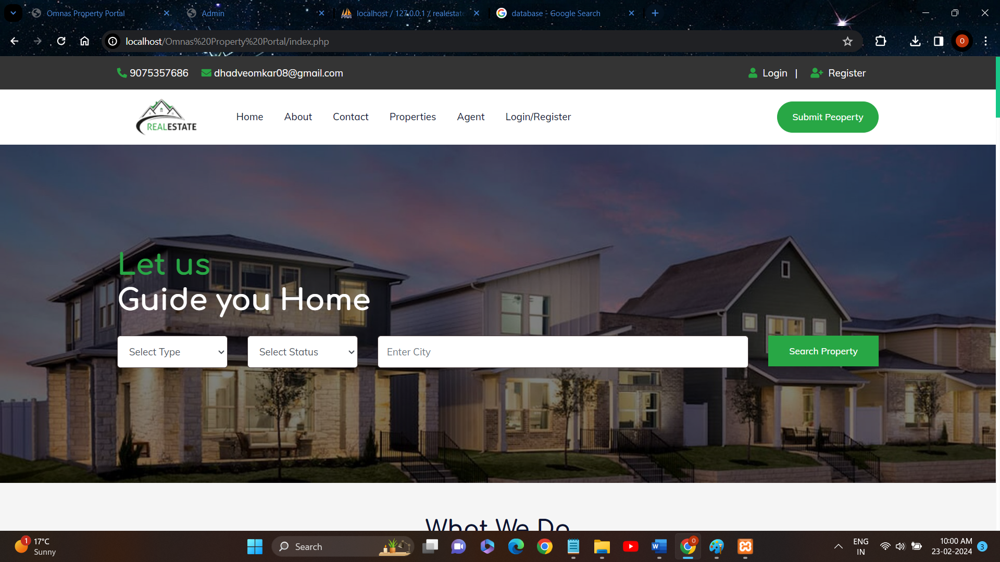 Omnas Property Portal
Admin
localhost / 127.0.0.1 / realestate
database - Google Search
localhost/Omnas%20Property%20Portal/index.php
O
9075357686
dhadveomkar08@gmail.com
Login |
Register
REALESTATE
Home
About
Contact
Properties
Agent
Login/Register
Submit Peoperty
Let us
Guide you Home
Select Type
Select Status
Enter City
Search Property
What We Do
1
17°C
Sunny
Search
O
ENG
IN
10:00 AM
23-02-2024
3